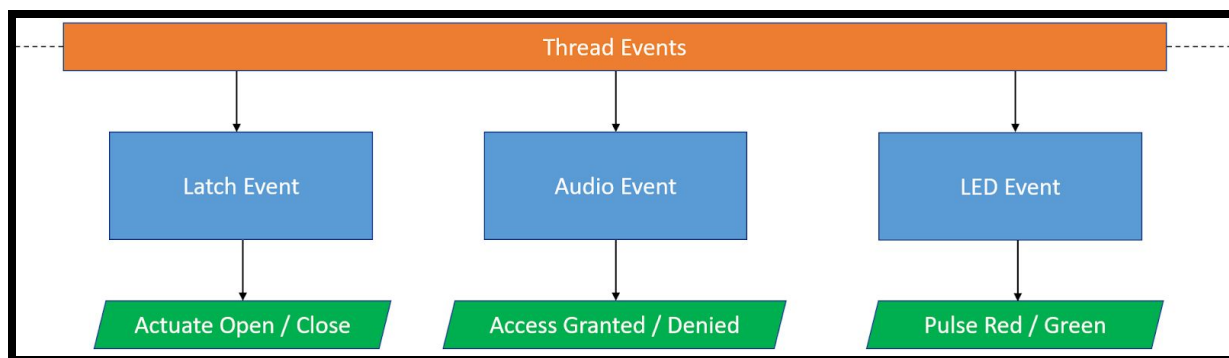 Thread Events
Latch Event
Audio Event
LED Event
Actuate Open / Close
Access Granted / Denied
Pulse Red / Green